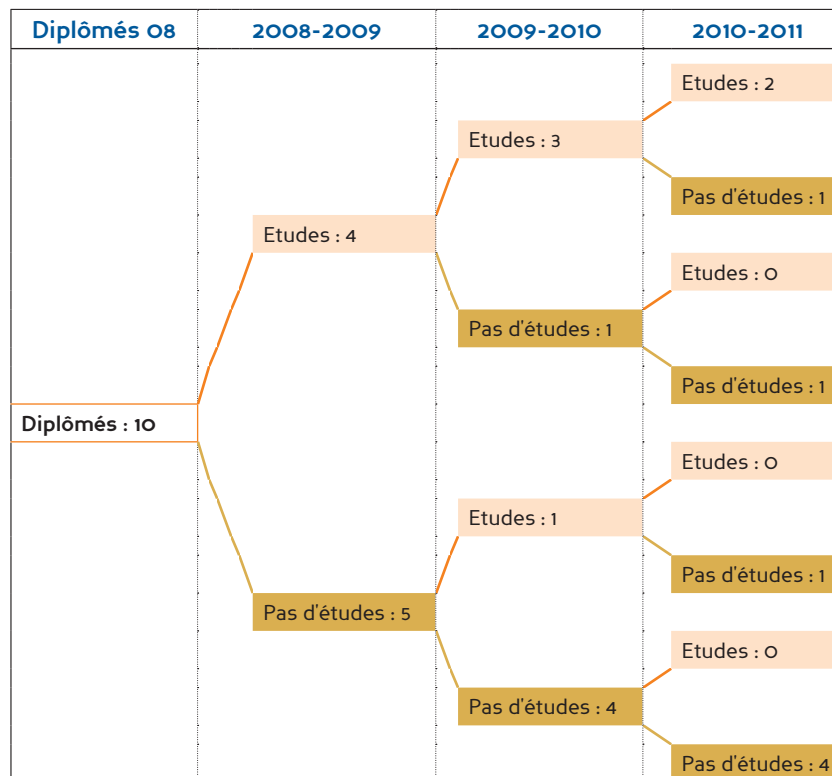 Diplômés 08 2008-2009 2009-2010 2010-2011
Etudes : 2
Etudes : 3
Pas d'études : 1
Etudes : 4
Etudes : 0
Pas d'études : 1
Pas d'études : 1
Diplômés : 10
Etudes : 0
Etudes : 1
Pas d'études : 1
Pas d'études : 5
Etudes : 0
Pas d'études : 4
Pas d'études : 4